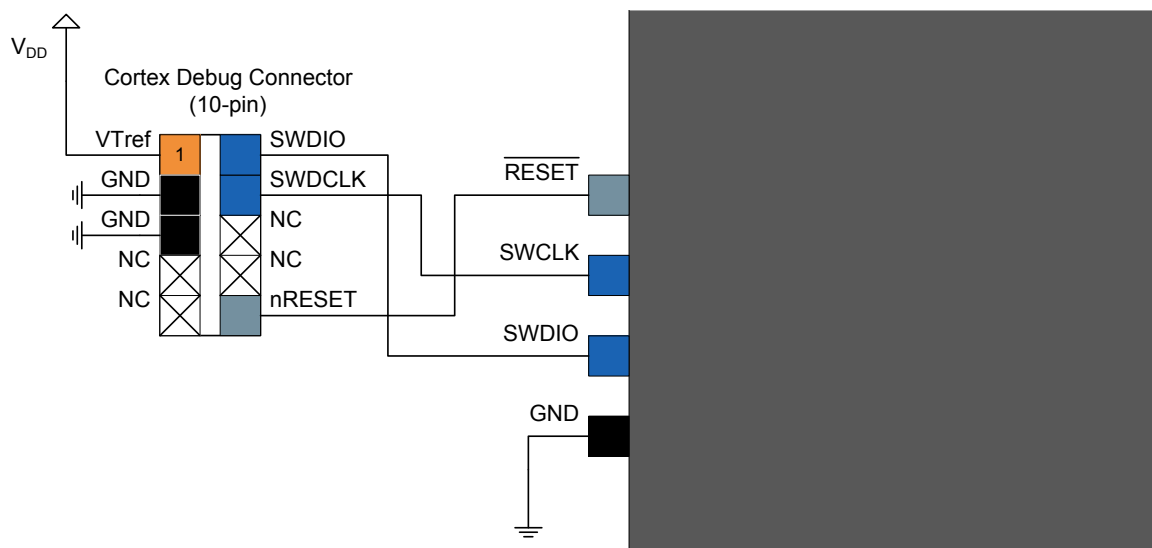 V_DD
Cortex Debug Connector
(10-pin)
VTref
1
SWDIO
GND
SWDCLK
GND
NC
NC
NC
NC
nRESET
RESET
SWCLK
SWDIO
GND